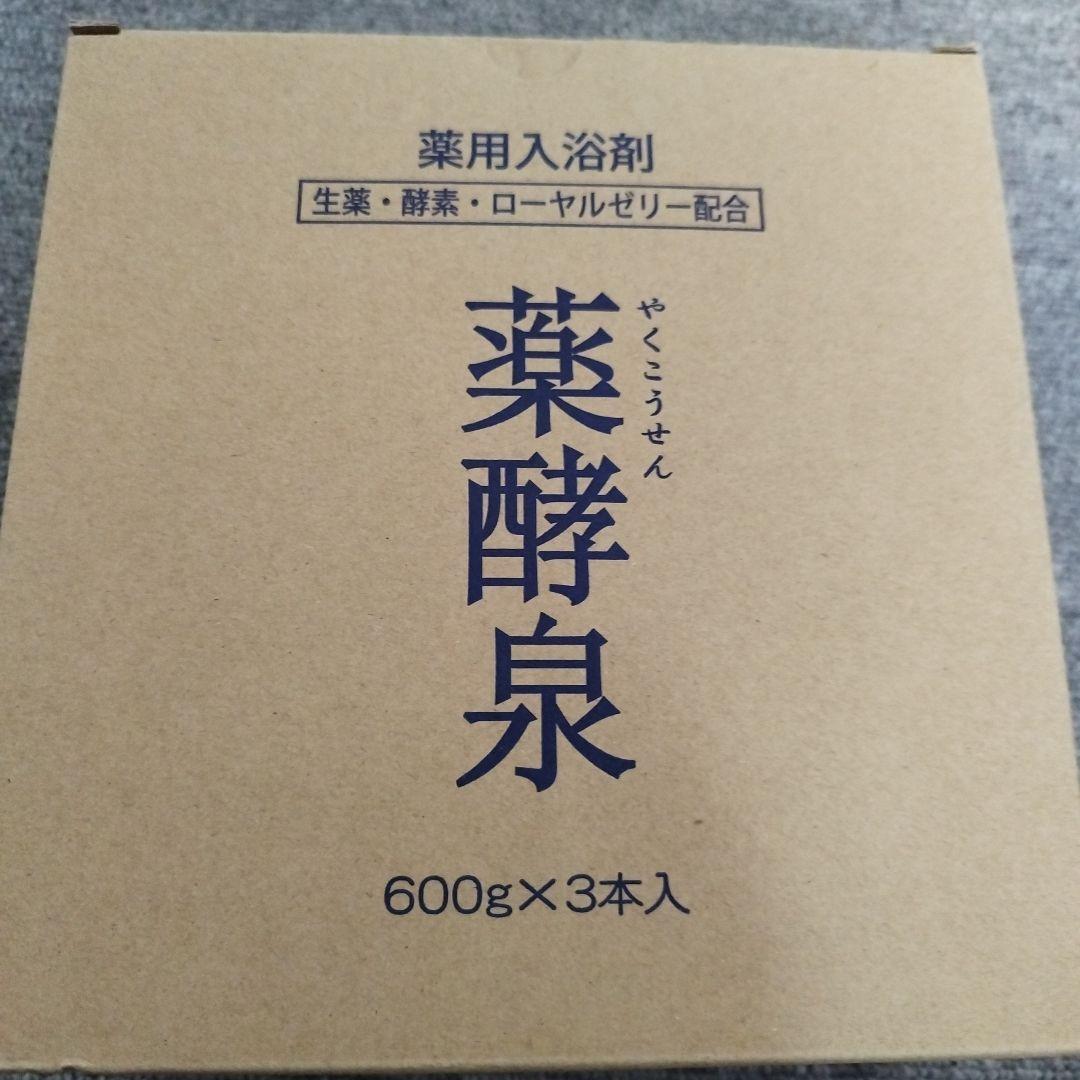 薬用入浴剤
生薬・酵素・ローヤルゼリー配合
薬酵泉
やくこうせん
600g×3本入